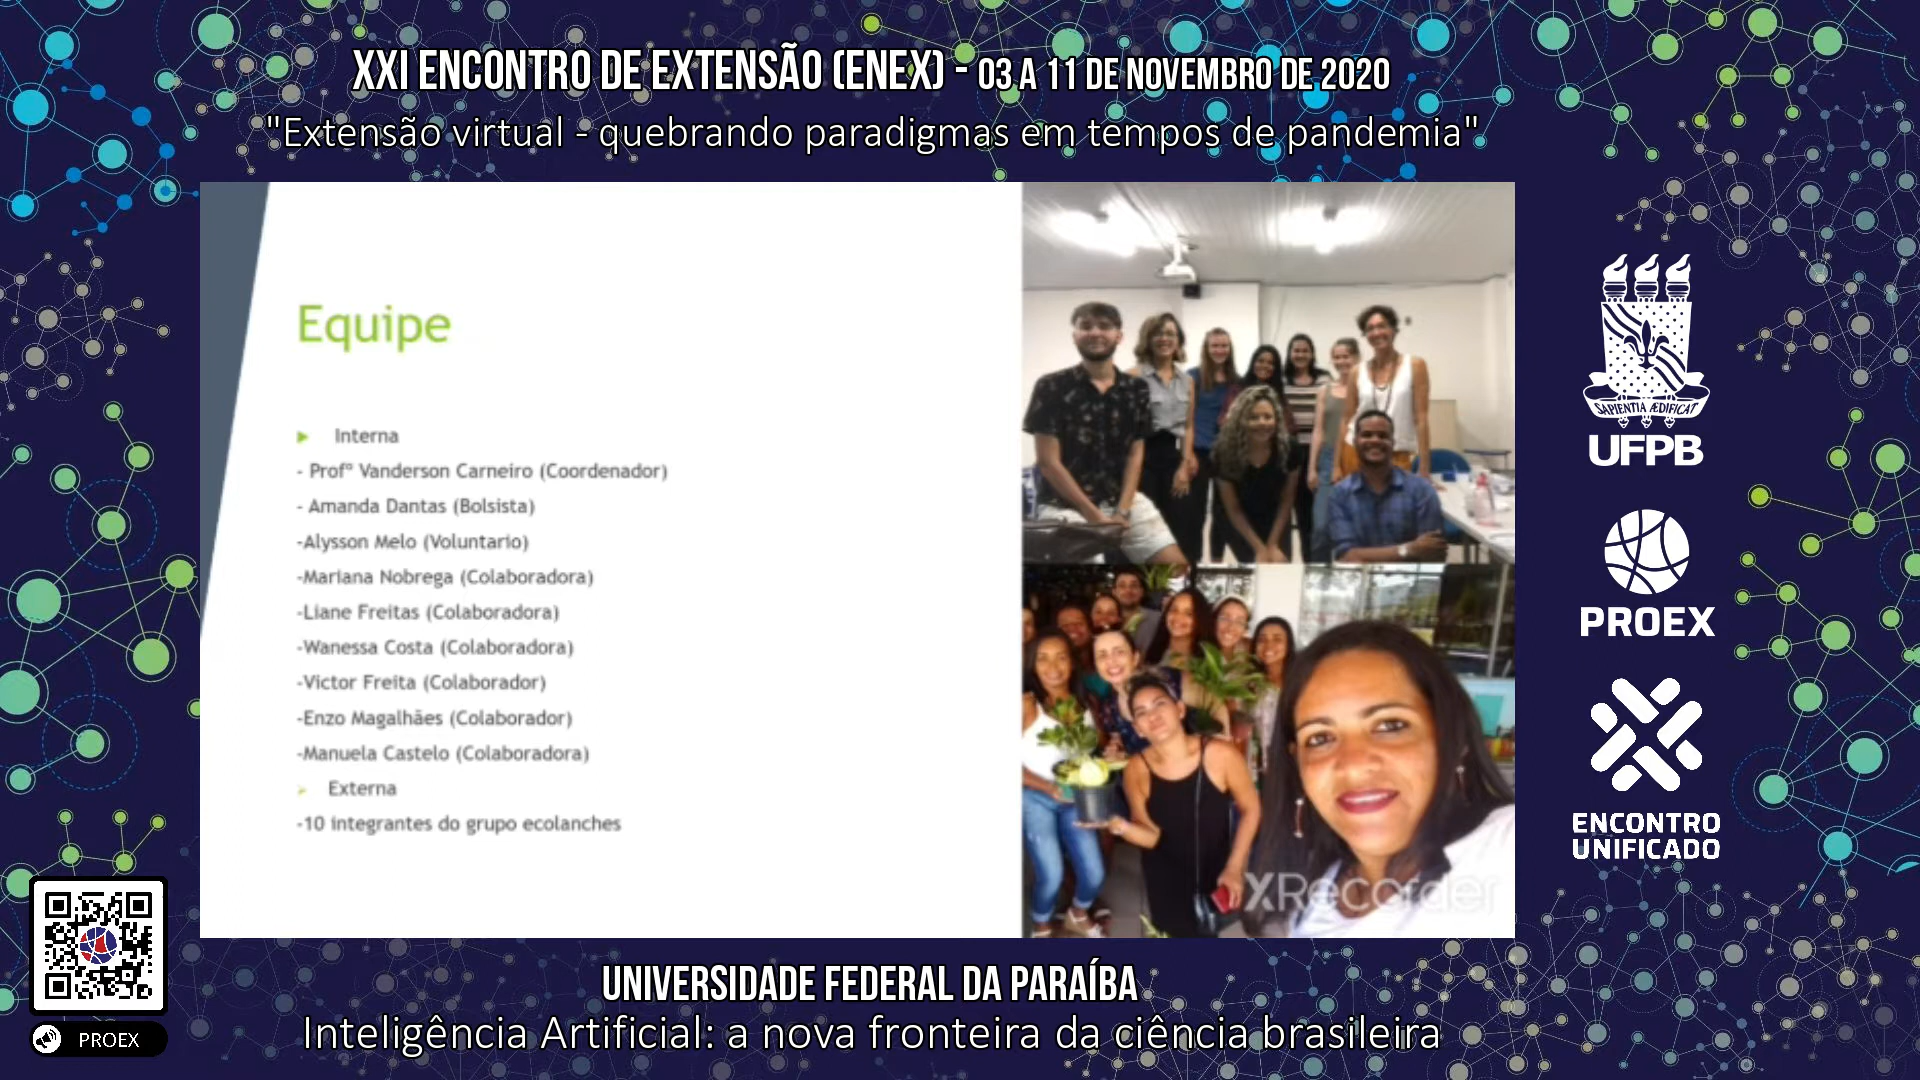 XXI ENCONTRO DE EXTENSÃO (ENEX) - 03 A 11 DE NOVEMBRO DE 2020
"Extensão virtual - quebrando paradigmas em tempos de pandemia"
Equipe
Interna
- Profº Vanderson Carneiro (Coordenador)
- Amanda Dantas (Bolsista)
-Alysson Melo (Voluntario)
-Mariana Nobrega (Colaboradora)
-Liane Freitas (Colaboradora)
-Wanessa Costa (Colaboradora)
-Victor Freita (Colaborador)
-Enzo Magalhães (Colaborador)
-Manuela Castelo (Colaboradora)
Externa
-10 integrantes do grupo ecolanches
XRecorder
SAPIENTIA ÆDIFICAT
UFPB
PROEX
ENCONTRO
UNIFICADO
PROEX
UNIVERSIDADE FEDERAL DA PARAÍBA
Inteligência Artificial: a nova fronteira da ciência brasileira